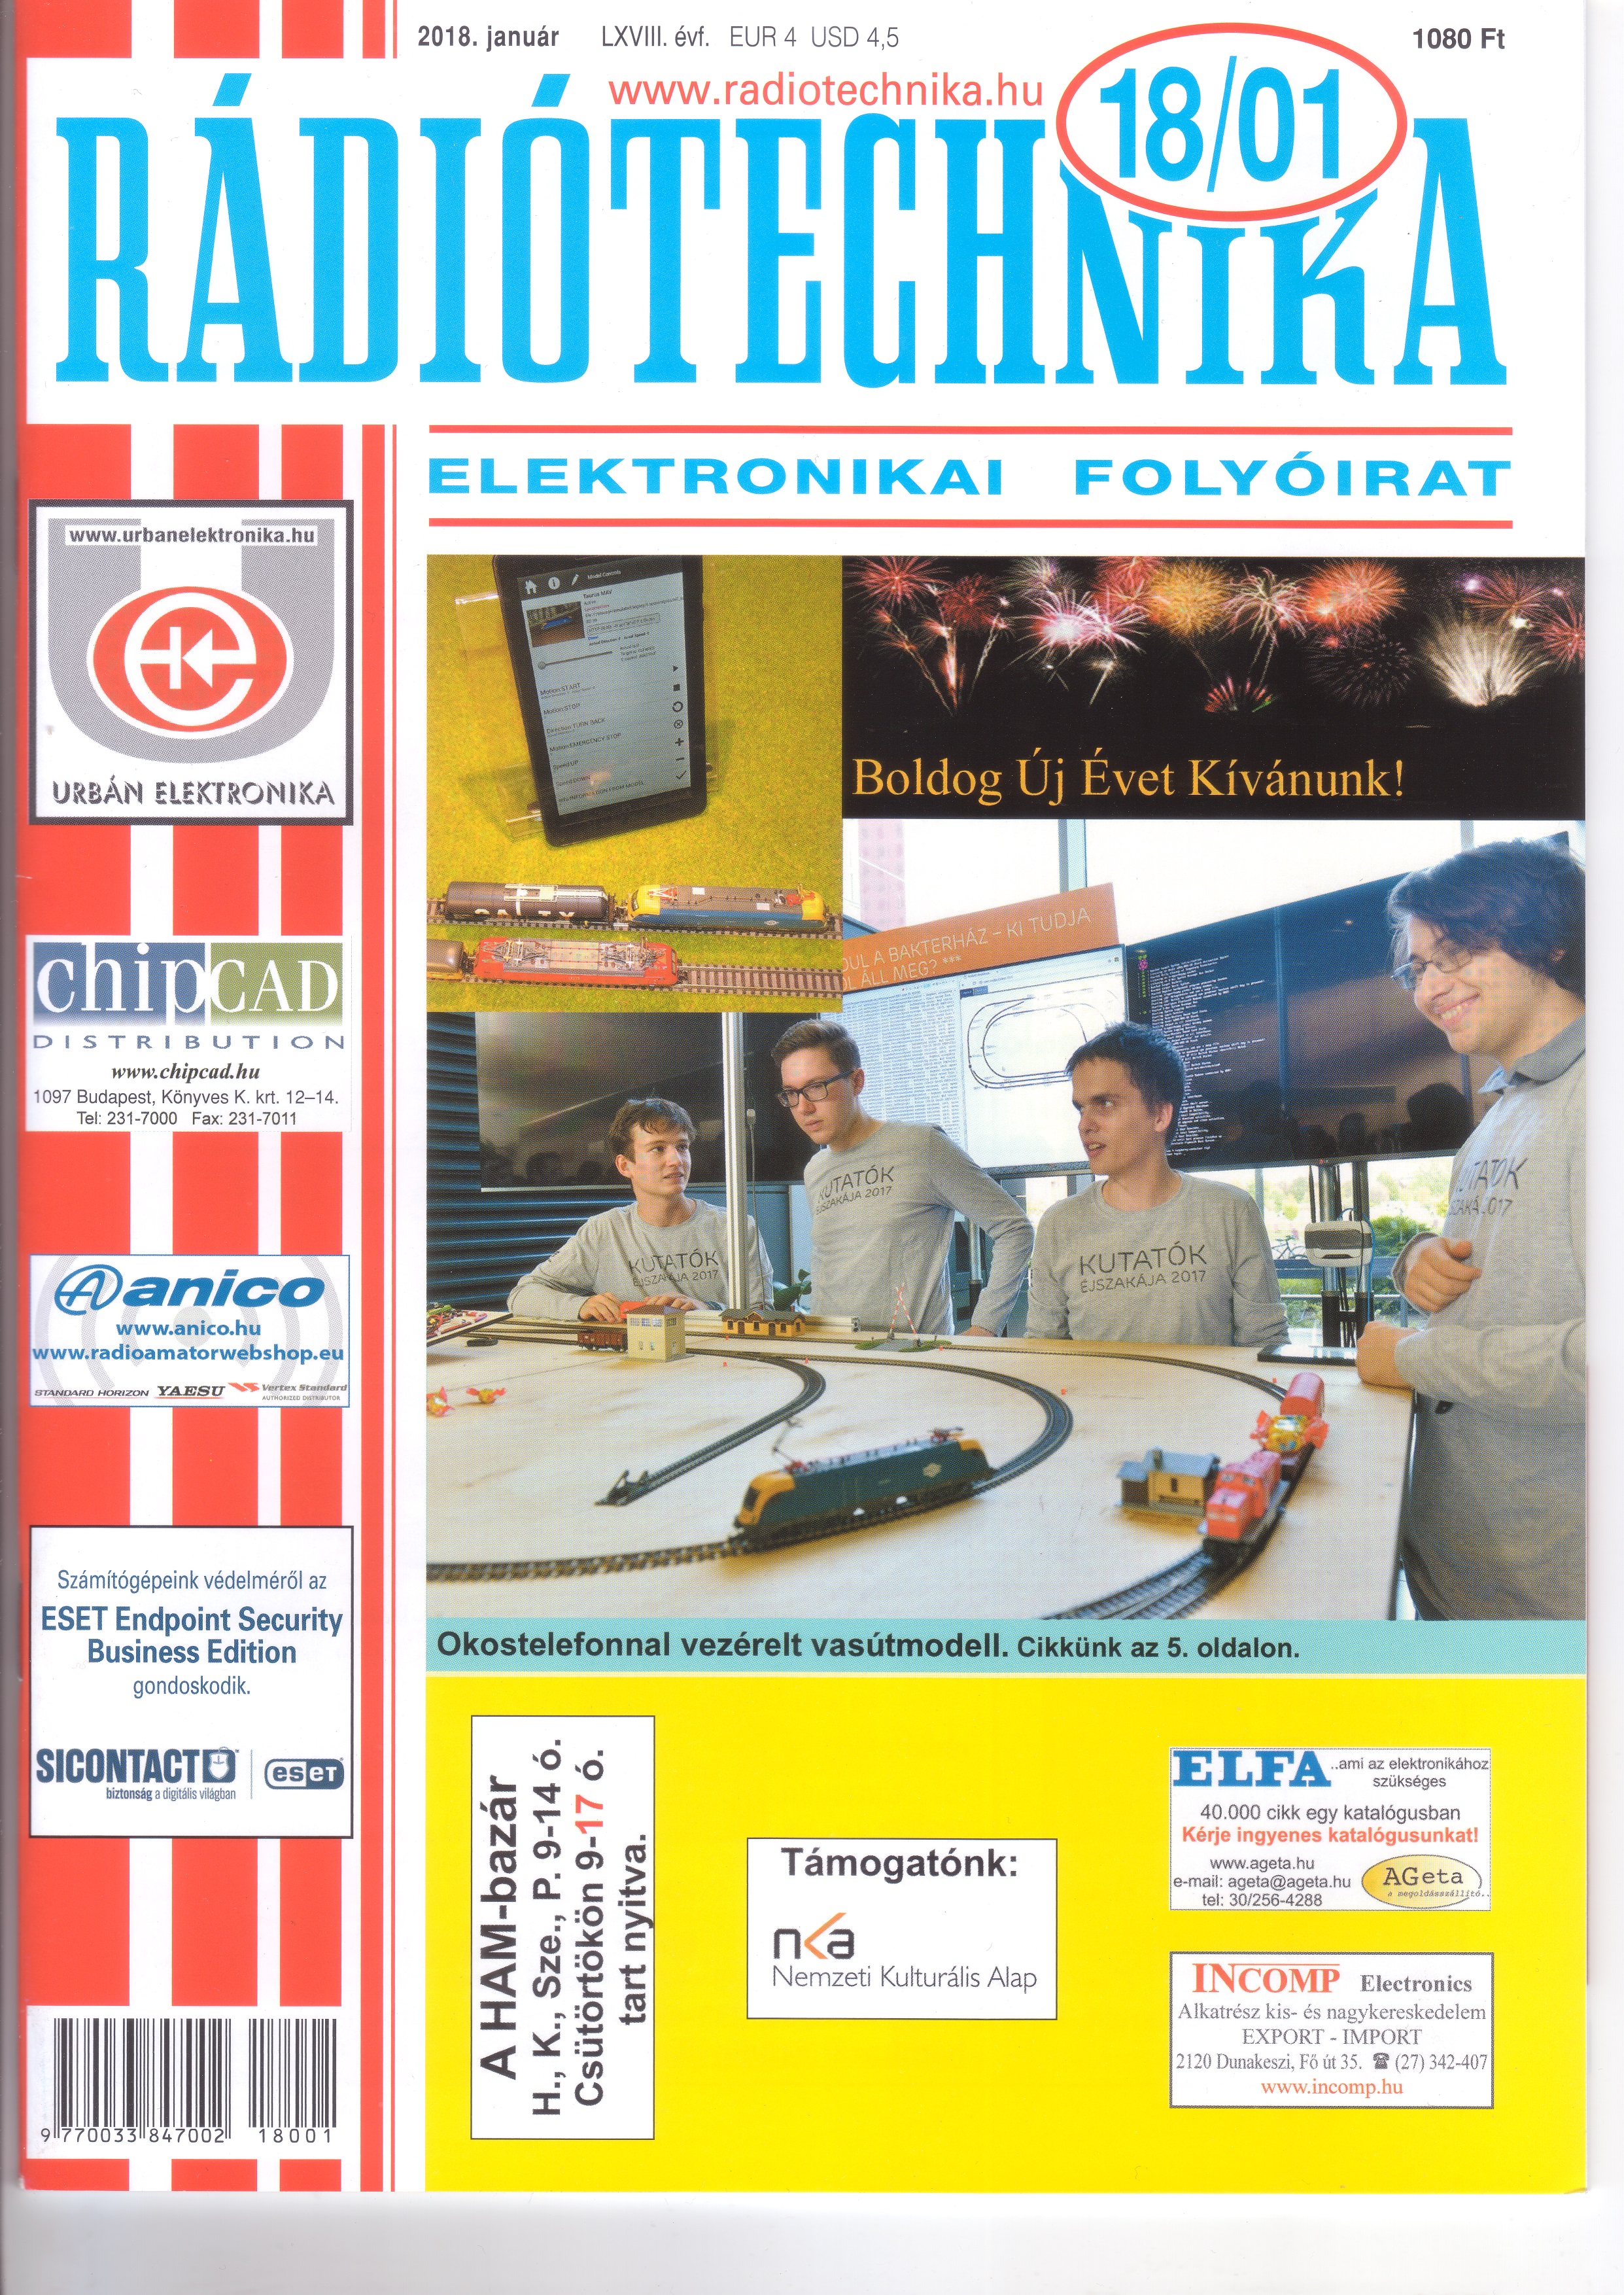 2018. január LXVIII. évf. EUR 4 USD 4,5
1080 Ft
www.radiotechnika.hu
18/01
RÁDIÓTECHNIKA
ELEKTRONIKAI FOLYÓIRAT
www.urbanelektronika.hu
URBÁN ELEKTRONIKA
chipCAD
DISTRIBUTION
www.chipcad.hu
1097 Budapest, Könyves K. krt. 12–14.
Tel: 231-7000 Fax: 231-7011
anico
www.anico.hu
www.radioamatorwebshop.eu
STANDARD HORIZON YAESU Vertex Standard
AUTHORIZED DISTRIBUTOR
Számítógépeink védelméről az
ESET Endpoint Security
Business Edition
gondoskodik.
SICONTACT
biztonság a digitális világban
eset
9 770033 847002 18001
Model Controls
Taurus MAV
Motion:START
Motion:STOP
Direction:TURN BACK
Motion:EMERGENCY STOP
Speed:UP
Boldog Új Évet Kívánunk!
DUL A BAKTERHÁZ – KI TUDJA
OL ÁLL MEG? ***
KUTATÓK
ÉJSZAKÁJA 2017
KUTATÓK
ÉJSZAKÁJA 2017
KUTATÓK
ÉJSZAKÁJA 2017
Okostelefonnal vezérelt vasútmodell. Cikkünk az 5. oldalon.
A HAM-bazár
H., K., Sze., P. 9-14 ó.
Csütörtökön 9-17 ó.
tart nyitva.
Támogatónk:
nka
Nemzeti Kulturális Alap
ELFA ..ami az elektronikához
szükséges
40.000 cikk egy katalógusban
Kérje ingyenes katalógusunkat!
www.ageta.hu
e-mail: ageta@ageta.hu
tel: 30/256-4288
AGeta
a megoldásszállító..
INCOMP Electronics
Alkatrész kis- és nagykereskedelem
EXPORT - IMPORT
2120 Dunakeszi, Fő út 35. ☎ (27) 342-407
www.incomp.hu